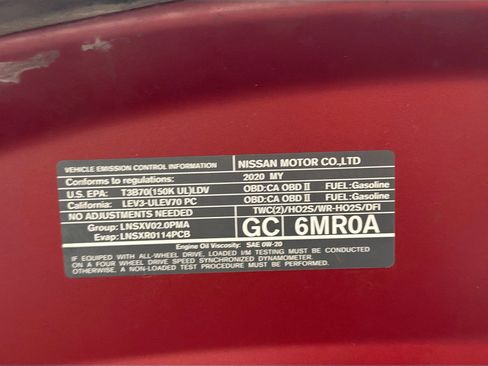 VEHICLE EMISSION CONTROL INFORMATION NISSAN MOTOR CO.,LTD
Conforms to regulations: 2020 MY
U.S. EPA: T3B70(150K UL)LDV OBD:CA OBD II FUEL:Gasoline
California: LEV3-ULEV70 PC OBD:CA OBD II FUEL:Gasoline
NO ADJUSTMENTS NEEDED TWC(2)/HO2S/WR-HO2S/DFI
Group: LNSXV02.0PMA GC 6MR0A
Evap: LNSXR0114PCB
Engine Oil Viscosity: SAE 0W-20
IF EQUIPPED WITH ALL-WHEEL DRIVE, LOADED I/M TESTING MUST BE CONDUCTED
ON A FOUR WHEEL DRIVE SPEED SYNCHRONIZED DYNAMOMETER.
OTHERWISE, A NON-LOADED TEST PROCEDURE MUST BE PERFORMED.